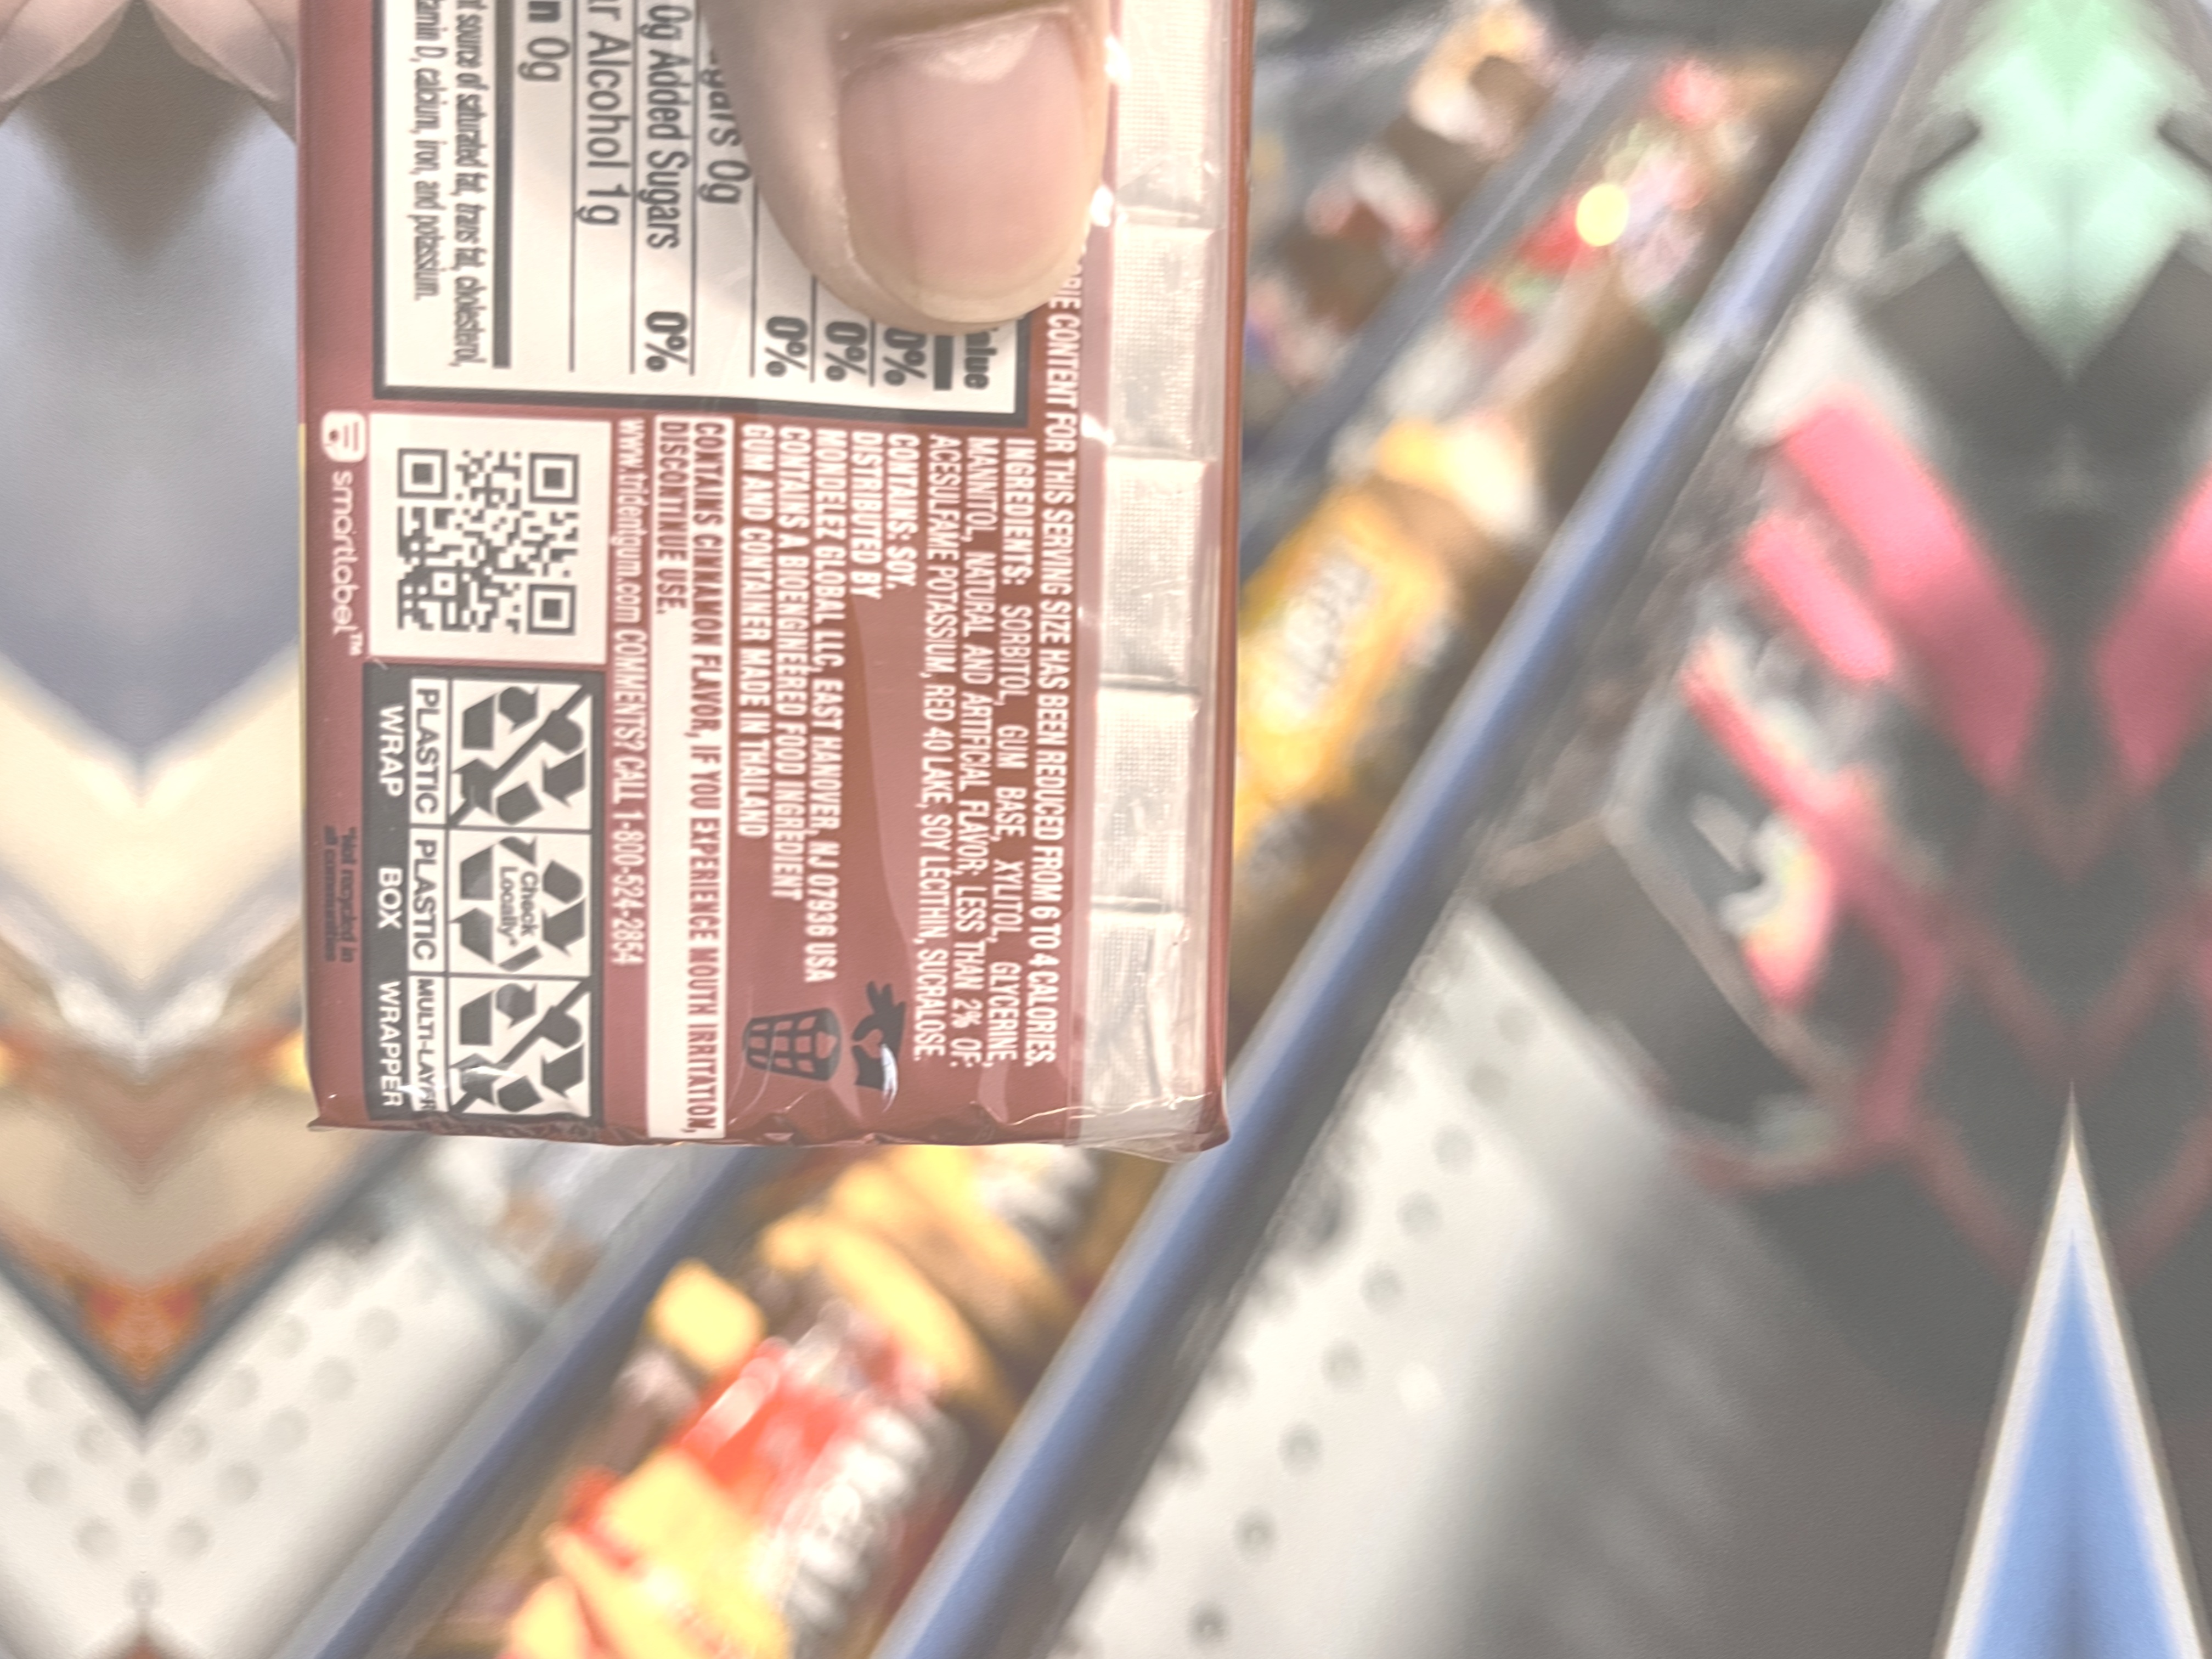 alue
0%
0%
0%
gars 0g
0g Added Sugars 0%
r Alcohol 1g
n 0g
source of saturated fat, trans fat, cholesterol,
D, calcium, iron, and potassium.
CONTENT FOR THIS SERVING SIZE HAS BEEN REDUCED FROM 6 TO 4 CALORIES.
INGREDIENTS: SORBITOL, GUM BASE, XYLITOL, GLYCERINE,
MANNITOL, NATURAL AND ARTIFICIAL FLAVOR; LESS THAN 2% OF:
ACESULFAME POTASSIUM, RED 40 LAKE, SOY LECITHIN, SUCRALOSE.
CONTAINS: SOY.
DISTRIBUTED BY
MONDELEZ GLOBAL LLC, EAST HANOVER, NJ 07936 USA
CONTAINS A BIOENGINEERED FOOD INGREDIENT
GUM AND CONTAINER MADE IN THAILAND
CONTAINS CINNAMON FLAVOR, IF YOU EXPERIENCE MOUTH IRRITATION,
DISCONTINUE USE.
www.tridentgum.com COMMENTS? CALL 1-800-524-2854
smartlabel™
Check
Locally*
PLASTIC PLASTIC MULTI-LAYER
WRAP BOX WRAPPER
*Not recycled in
all communities